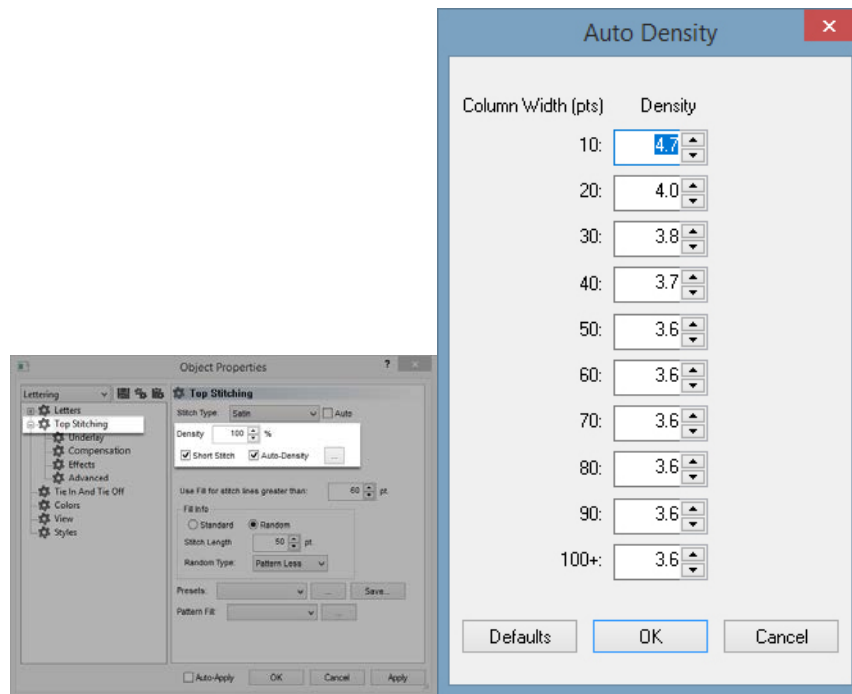 Object Properties
?
Lettering
Letters
Top Stitching
Underlay
Compensation
Effects
Advanced
Tie In And Tie Off
Colors
View
Styles
Top Stitching
Stitch Type: Satin Auto
Density 100 %
Short Stitch Auto-Density ...
Use Fill for stitch lines greater than: 60 pt.
Fill Info
Standard Random
Stitch Length 50 pt.
Random Type: Pattern Less
Presets: ... Save...
Pattern Fill: ...
Auto-Apply OK Cancel Apply
Auto Density
Column Width (pts) Density
10: 4.7
20: 4.0
30: 3.8
40: 3.7
50: 3.6
60: 3.6
70: 3.6
80: 3.6
90: 3.6
100+: 3.6
Defaults OK Cancel